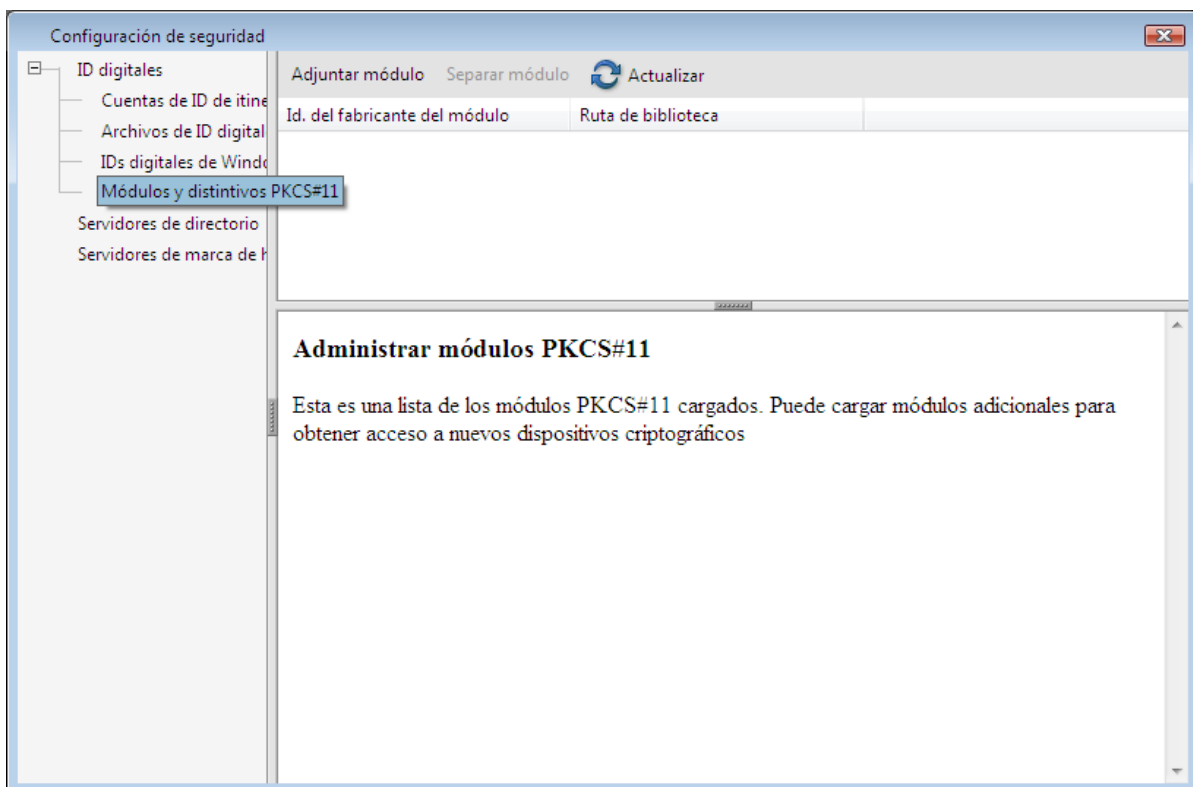 Configuración de seguridad
ID digitales
Cuentas de ID de itine
Archivos de ID digital
IDs digitales de Windo
Módulos y distintivos PKCS#11
Servidores de directorio
Servidores de marca de h
Adjuntar módulo Separar módulo Actualizar
Id. del fabricante del módulo Ruta de biblioteca
Administrar módulos PKCS#11
Esta es una lista de los módulos PKCS#11 cargados. Puede cargar módulos adicionales para
obtener acceso a nuevos dispositivos criptográficos